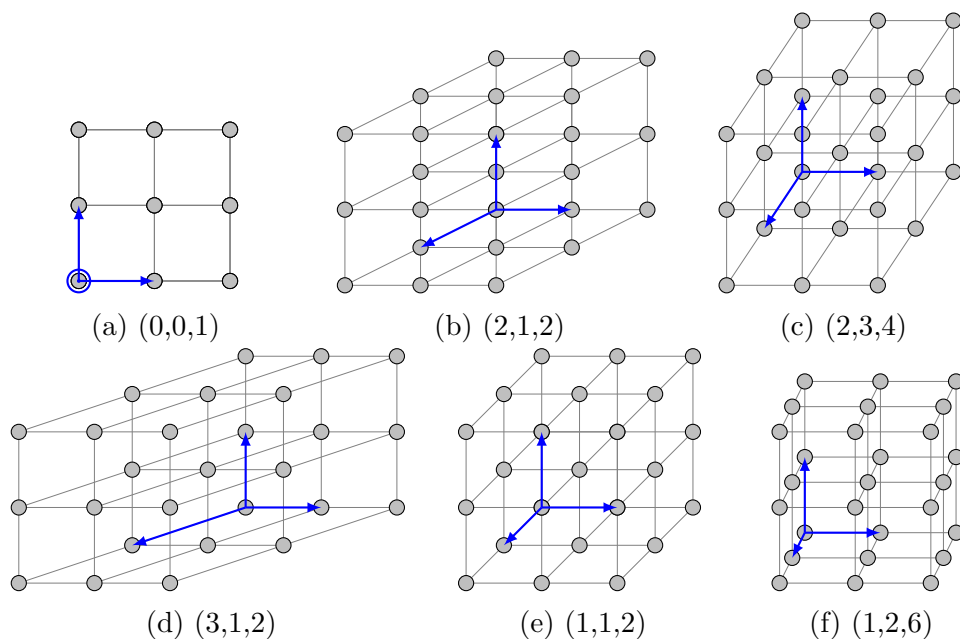 (a) (0,0,1)
(b) (2,1,2)
(c) (2,3,4)
(d) (3,1,2)
(e) (1,1,2)
(f) (1,2,6)